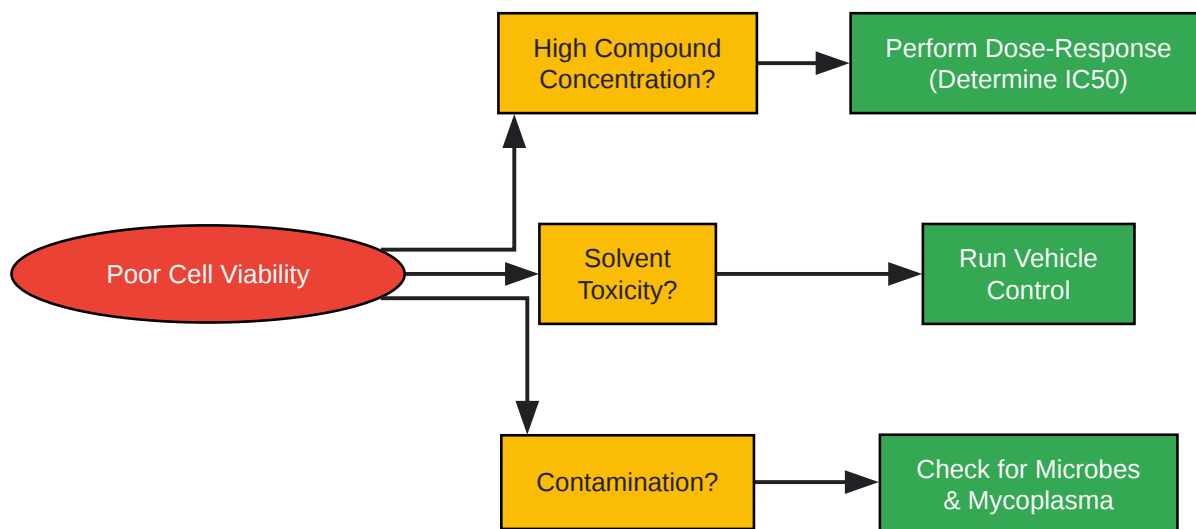 High Compound
Concentration?
Perform Dose-Response
(Determine IC50)
Poor Cell Viability
Solvent
Toxicity?
Run Vehicle
Control
Contamination?
Check for Microbes
& Mycoplasma